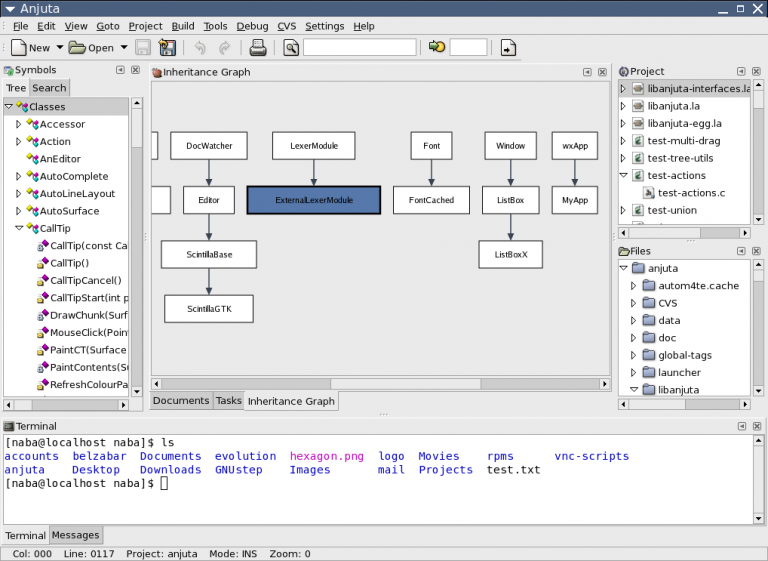 Anjuta
File Edit View Goto Project Build Tools Debug CVS Settings Help
New Open
Symbols
Tree Search
Classes
Accessor
Action
AnEditor
AutoComplete
AutoLineLayout
AutoSurface
CallTip
CallTip(const Ca
CallTip()
CallTipCancel()
CallTipStart(int p
DrawChunk(Surf
MouseClick(Poin
PaintCT(Surface
PaintContents(Su
RefreshColourPa
Inheritance Graph
DocWatcher LexerModule Font Window wxApp
Editor ExternalLexerModule FontCached ListBox MyApp
ScintillaBase ListBoxX
ScintillaGTK
Documents Tasks Inheritance Graph
Project
libanjuta-interfaces.la
libanjuta.la
libanjuta-egg.la
test-multi-drag
test-tree-utils
test-actions
test-actions.c
test-union
Files
anjuta
autom4te.cache
CVS
data
doc
global-tags
launcher
libanjuta
Terminal
[naba@localhost naba]$ ls
accounts belzabar Documents evolution hexagon.png logo Movies rpms vnc-scripts
anjuta Desktop Downloads GNUstep Images mail Projects test.txt
[naba@localhost naba]$
Terminal Messages
Col: 000 Line: 0117 Project: anjuta Mode: INS Zoom: 0